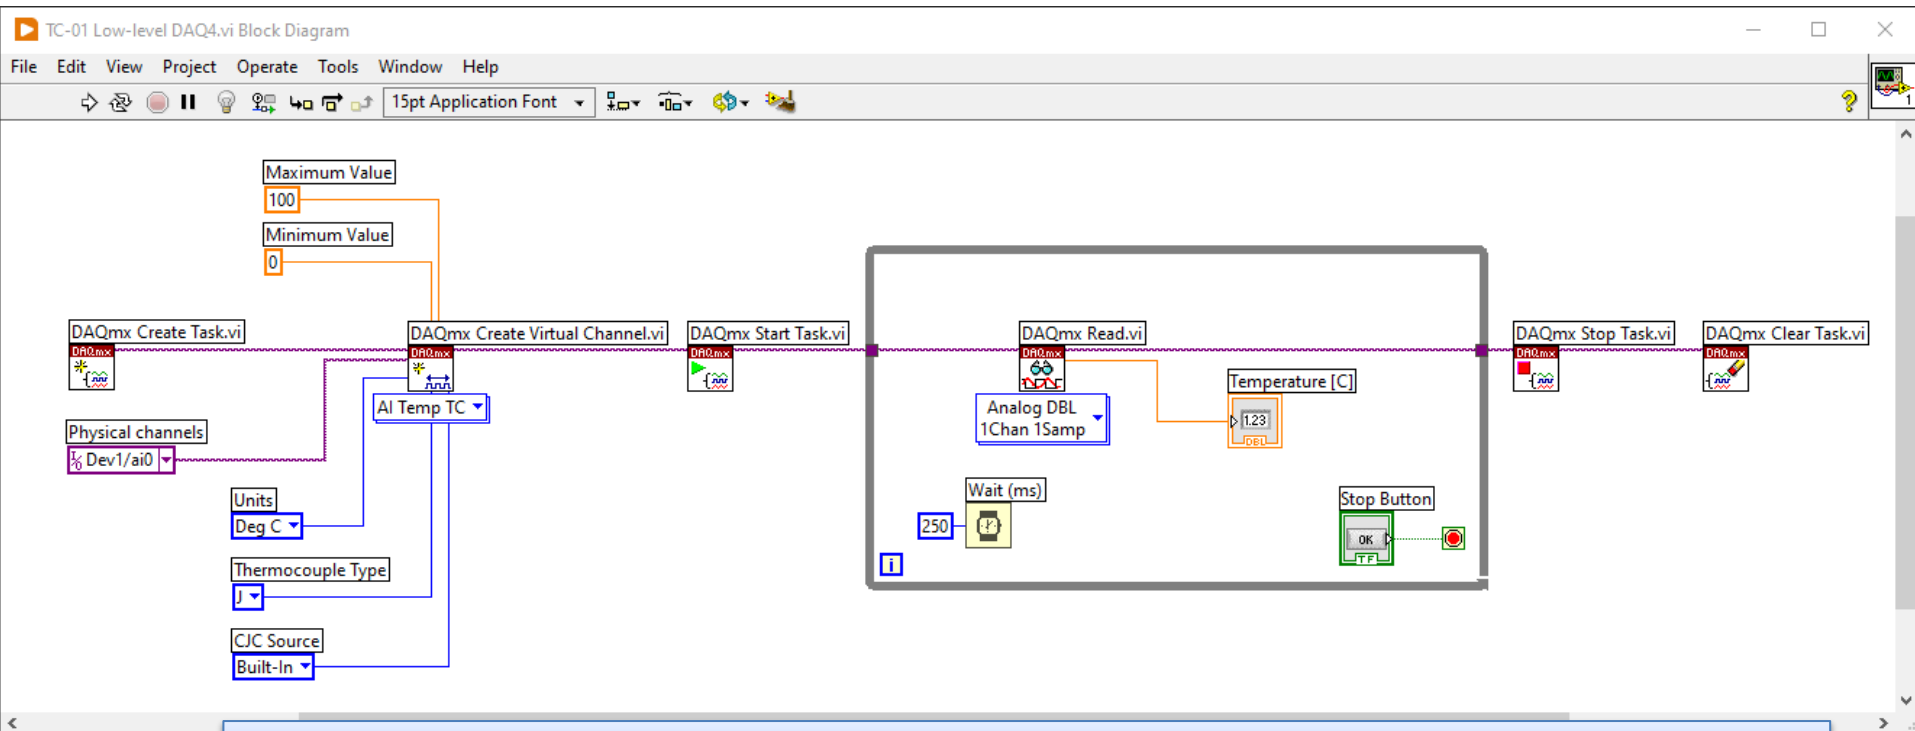 TC-01 Low-level DAQ4.vi Block Diagram
File Edit View Project Operate Tools Window Help
15pt Application Font
?
1
Maximum Value
100
Minimum Value
0
DAQmx Create Task.vi
DAQmx
DAQmx Create Virtual Channel.vi
DAQmx
AI Temp TC
DAQmx Start Task.vi
DAQmx
DAQmx Read.vi
DAQmx
Analog DBL
1Chan 1Samp
Temperature [C]
1.23
DBL
DAQmx Stop Task.vi
DAQmx
DAQmx Clear Task.vi
DAQmx
Physical channels
I/O Dev1/ai0
Units
Deg C
Thermocouple Type
J
CJC Source
Built-In
Wait (ms)
250
i
Stop Button
OK
TF